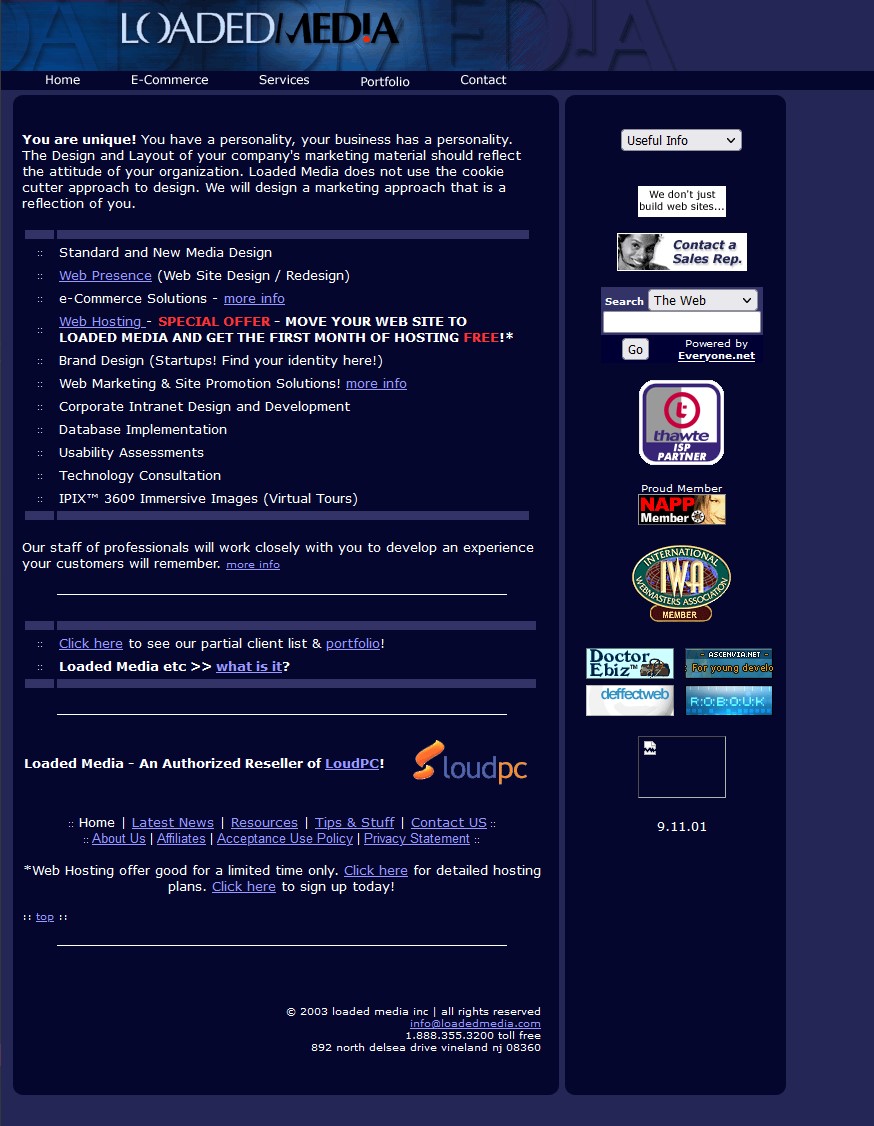 LOADED/MED!A
Home E-Commerce Services Portfolio Contact
You are unique! You have a personality, your business has a personality.
The Design and Layout of your company's marketing material should reflect
the attitude of your organization. Loaded Media does not use the cookie
cutter approach to design. We will design a marketing approach that is a
reflection of you.
:: Standard and New Media Design
:: Web Presence (Web Site Design / Redesign)
:: e-Commerce Solutions - more info
:: Web Hosting - SPECIAL OFFER - MOVE YOUR WEB SITE TO
LOADED MEDIA AND GET THE FIRST MONTH OF HOSTING FREE!*
:: Brand Design (Startups! Find your identity here!)
:: Web Marketing & Site Promotion Solutions! more info
:: Corporate Intranet Design and Development
:: Database Implementation
:: Usability Assessments
:: Technology Consultation
:: IPIX™ 360º Immersive Images (Virtual Tours)
Our staff of professionals will work closely with you to develop an experience
your customers will remember. more info
:: Click here to see our partial client list & portfolio!
:: Loaded Media etc >> what is it?
Loaded Media - An Authorized Reseller of LoudPC!
loudpc
:: Home | Latest News | Resources | Tips & Stuff | Contact US ::
:: About Us | Affiliates | Acceptance Use Policy | Privacy Statement ::
*Web Hosting offer good for a limited time only. Click here for detailed hosting
plans. Click here to sign up today!
:: top ::
© 2003 loaded media inc | all rights reserved
info@loadedmedia.com
1.888.355.3200 toll free
892 north delsea drive vineland nj 08360
Useful Info
We don't just
build web sites...
Contact a
Sales Rep.
Search The Web
Go
Powered by
Everyone.net
thawte
ISP
PARTNER
Proud Member
NAPP
Member
INTERNATIONAL
IWA
WEBMASTERS ASSOCIATION
MEMBER
Doctor
Ebiz™
- ASCENVIA.NET -
: For young develo
deffectweb
R:O:B:O:U:K
9.11.01